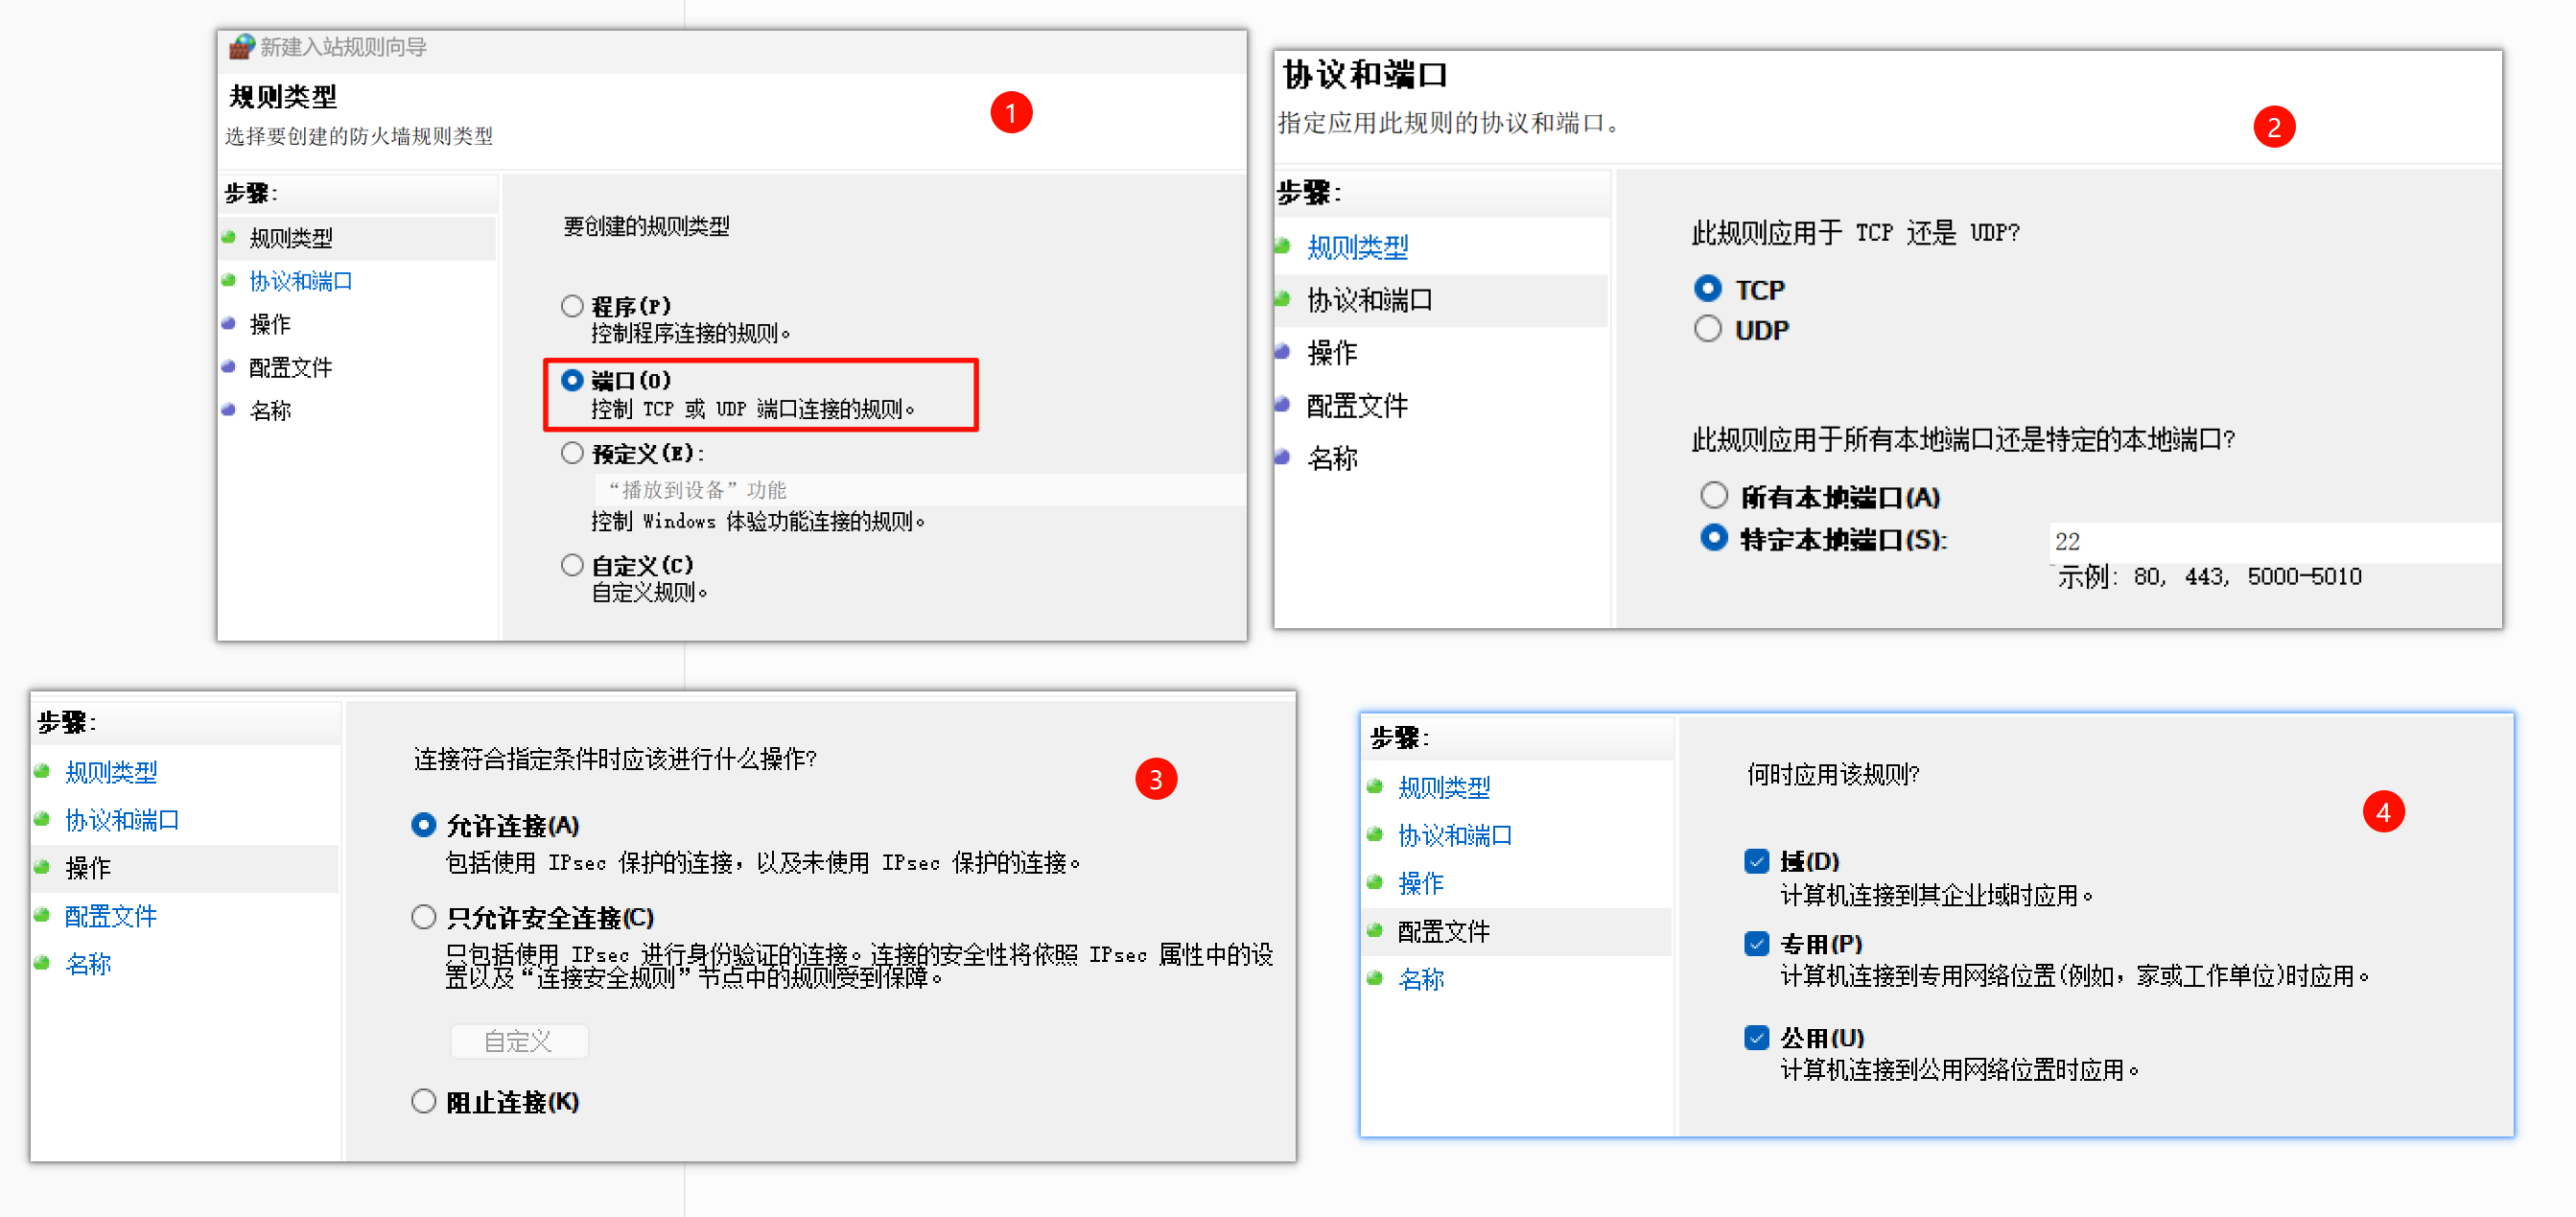 新建入站规则向导
规则类型
选择要创建的防火墙规则类型
1
步骤:
规则类型
协议和端口
操作
配置文件
名称
要创建的规则类型
程序(P)
控制程序连接的规则。
端口(O)
控制 TCP 或 UDP 端口连接的规则。
预定义(E):
“播放到设备”功能
控制 Windows 体验功能连接的规则。
自定义(C)
自定义规则。
协议和端口
指定应用此规则的协议和端口。
2
步骤:
规则类型
协议和端口
操作
配置文件
名称
此规则应用于 TCP 还是 UDP?
TCP
UDP
此规则应用于所有本地端口还是特定的本地端口?
所有本地端口(A)
特定本地端口(S):
22
示例: 80, 443, 5000-5010
步骤:
规则类型
协议和端口
操作
配置文件
名称
连接符合指定条件时应该进行什么操作?
3
允许连接(A)
包括使用 IPsec 保护的连接，以及未使用 IPsec 保护的连接。
只允许安全连接(C)
只包括使用 IPsec 进行身份验证的连接。连接的安全性将依照 IPsec 属性中的设
置以及“连接安全规则”节点中的规则受到保障。
自定义
阻止连接(K)
步骤:
规则类型
协议和端口
操作
配置文件
名称
何时应用该规则?
4
域(D)
计算机连接到其企业域时应用。
专用(P)
计算机连接到专用网络位置(例如，家或工作单位)时应用。
公用(U)
计算机连接到公用网络位置时应用。